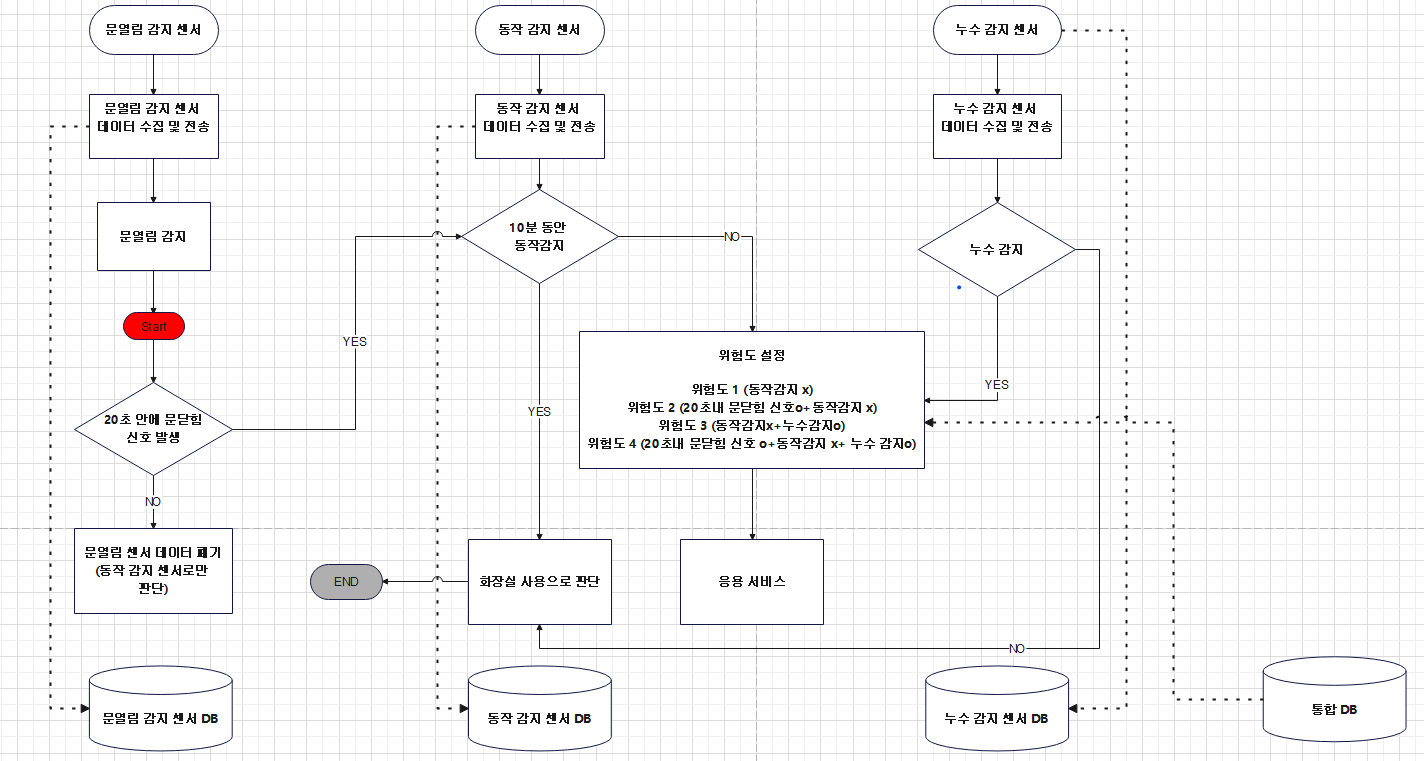 문열림 감지 센서
동작 감지 센서
누수 감지 센서
문열림 감지 센서
데이터 수집 및 전송
동작 감지 센서
데이터 수집 및 전송
누수 감지 센서
데이터 수집 및 전송
문열림 감지
10분 동안
동작감지
NO
누수 감지
Start
YES
위험도 설정
위험도 1 (동작감지 x)
위험도 2 (20초내 문닫힘 신호o+동작감지 x)
위험도 3 (동작감지x+누수감지o)
위험도 4 (20초내 문닫힘 신호 o+동작감지 x+ 누수 감지o)
YES
20초 안에 문닫힘
신호 발생
YES
NO
문열림 센서 데이터 폐기
(동작 감지 센서로만
판단)
END
화장실 사용으로 판단
응용 서비스
NO
문열림 감지 센서 DB
동작 감지 센서 DB
누수 감지 센서 DB
통합 DB